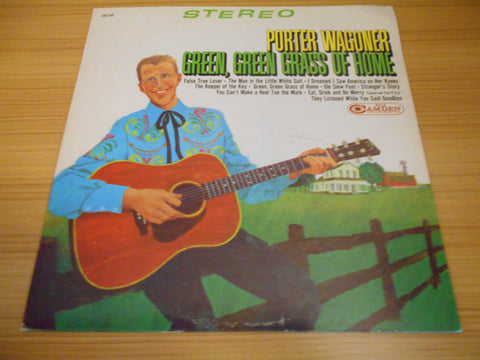 STEREO
PORTER WAGONER
GREEN, GREEN GRASS OF HOME
False True Lover • The Man in the Little White Suit • I Dreamed I Saw America on Her Knees
The Keeper of the Key • Green, Green Grass of Home • Ole Slew-Foot • Stranger's Story
You Can't Make a Heel Toe the Mark • Eat, Drink and Be Merry
They Listened While You Said Goodbye
RCA
CAMDEN